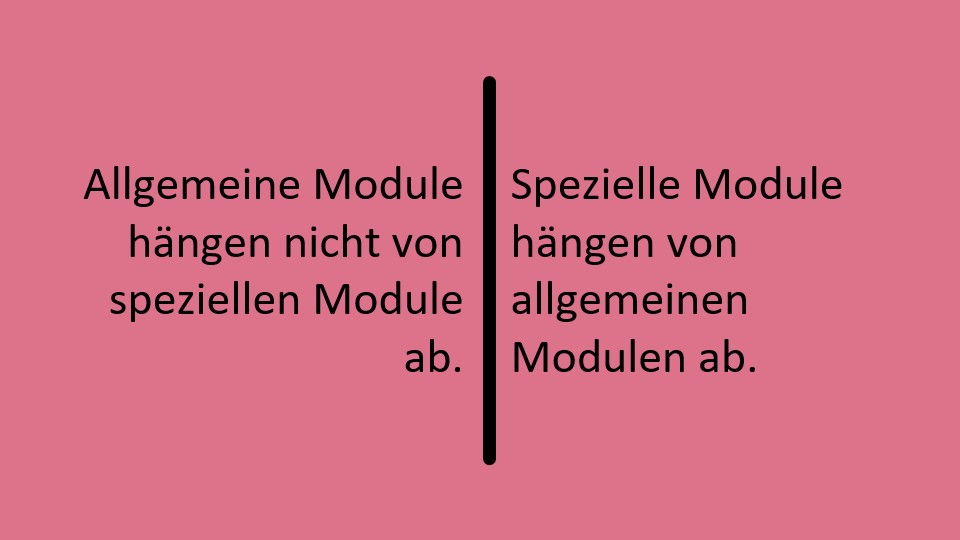 Allgemeine Module
hängen nicht von
speziellen Module
ab.
Spezielle Module
hängen von
allgemeinen
Modulen ab.